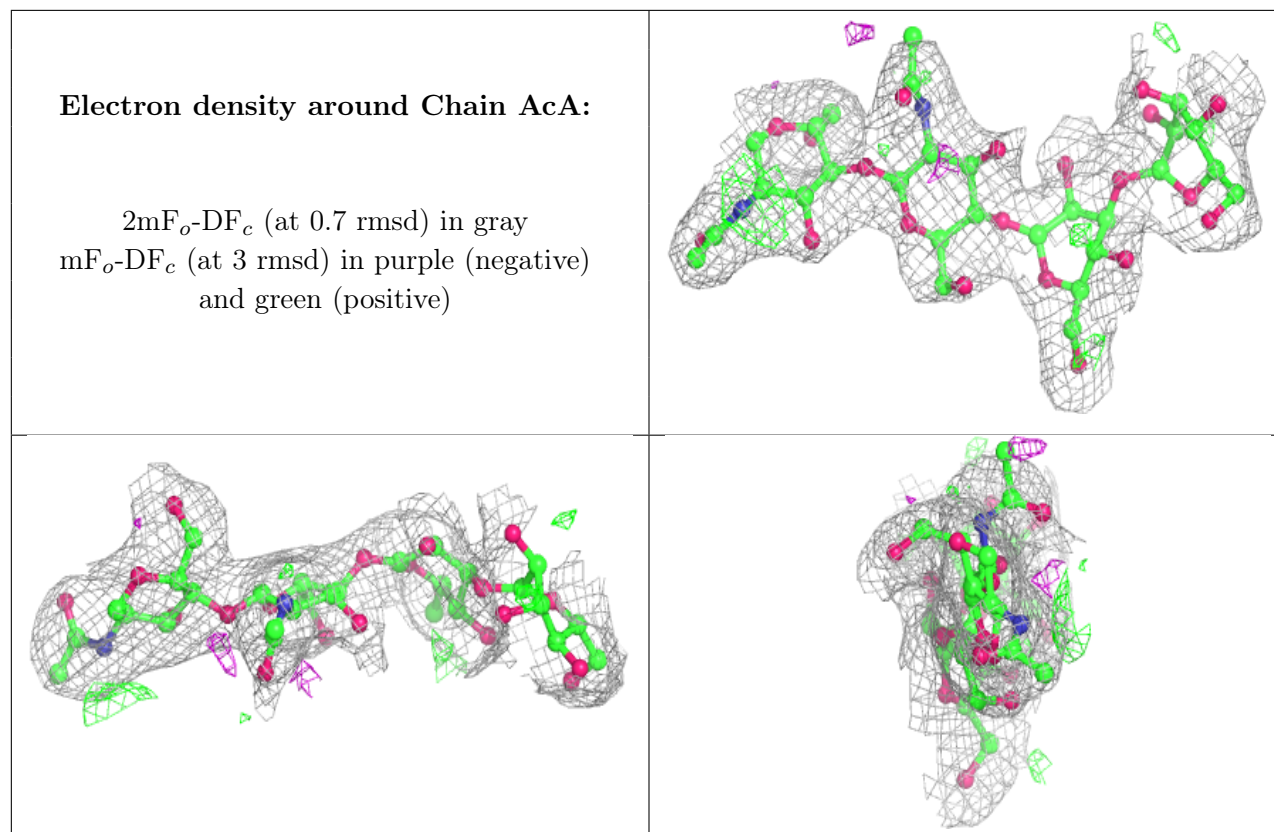 Electron density around Chain AcA:
2mFₒ-DF𝒸 (at 0.7 rmsd) in gray
mFₒ-DF𝒸 (at 3 rmsd) in purple (negative)
and green (positive)